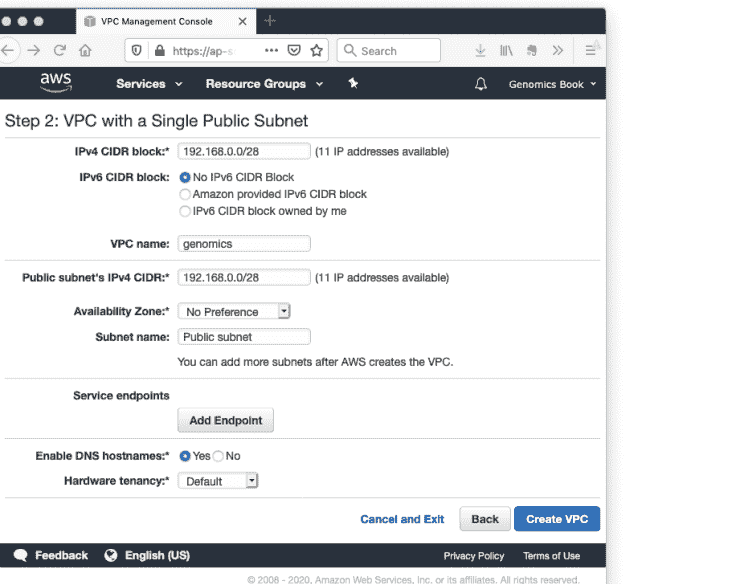 VPC Management Console
https://ap-s
Search
aws Services Resource Groups Genomics Book
Step 2: VPC with a Single Public Subnet
IPv4 CIDR block:* 192.168.0.0/28 (11 IP addresses available)
IPv6 CIDR block: No IPv6 CIDR Block
Amazon provided IPv6 CIDR block
IPv6 CIDR block owned by me
VPC name: genomics
Public subnet's IPv4 CIDR:* 192.168.0.0/28 (11 IP addresses available)
Availability Zone:* No Preference
Subnet name: Public subnet
You can add more subnets after AWS creates the VPC.
Service endpoints
Add Endpoint
Enable DNS hostnames:* Yes No
Hardware tenancy:* Default
Cancel and Exit Back Create VPC
Feedback English (US) Privacy Policy Terms of Use
© 2008 - 2020, Amazon Web Services, Inc. or its affiliates. All rights reserved.